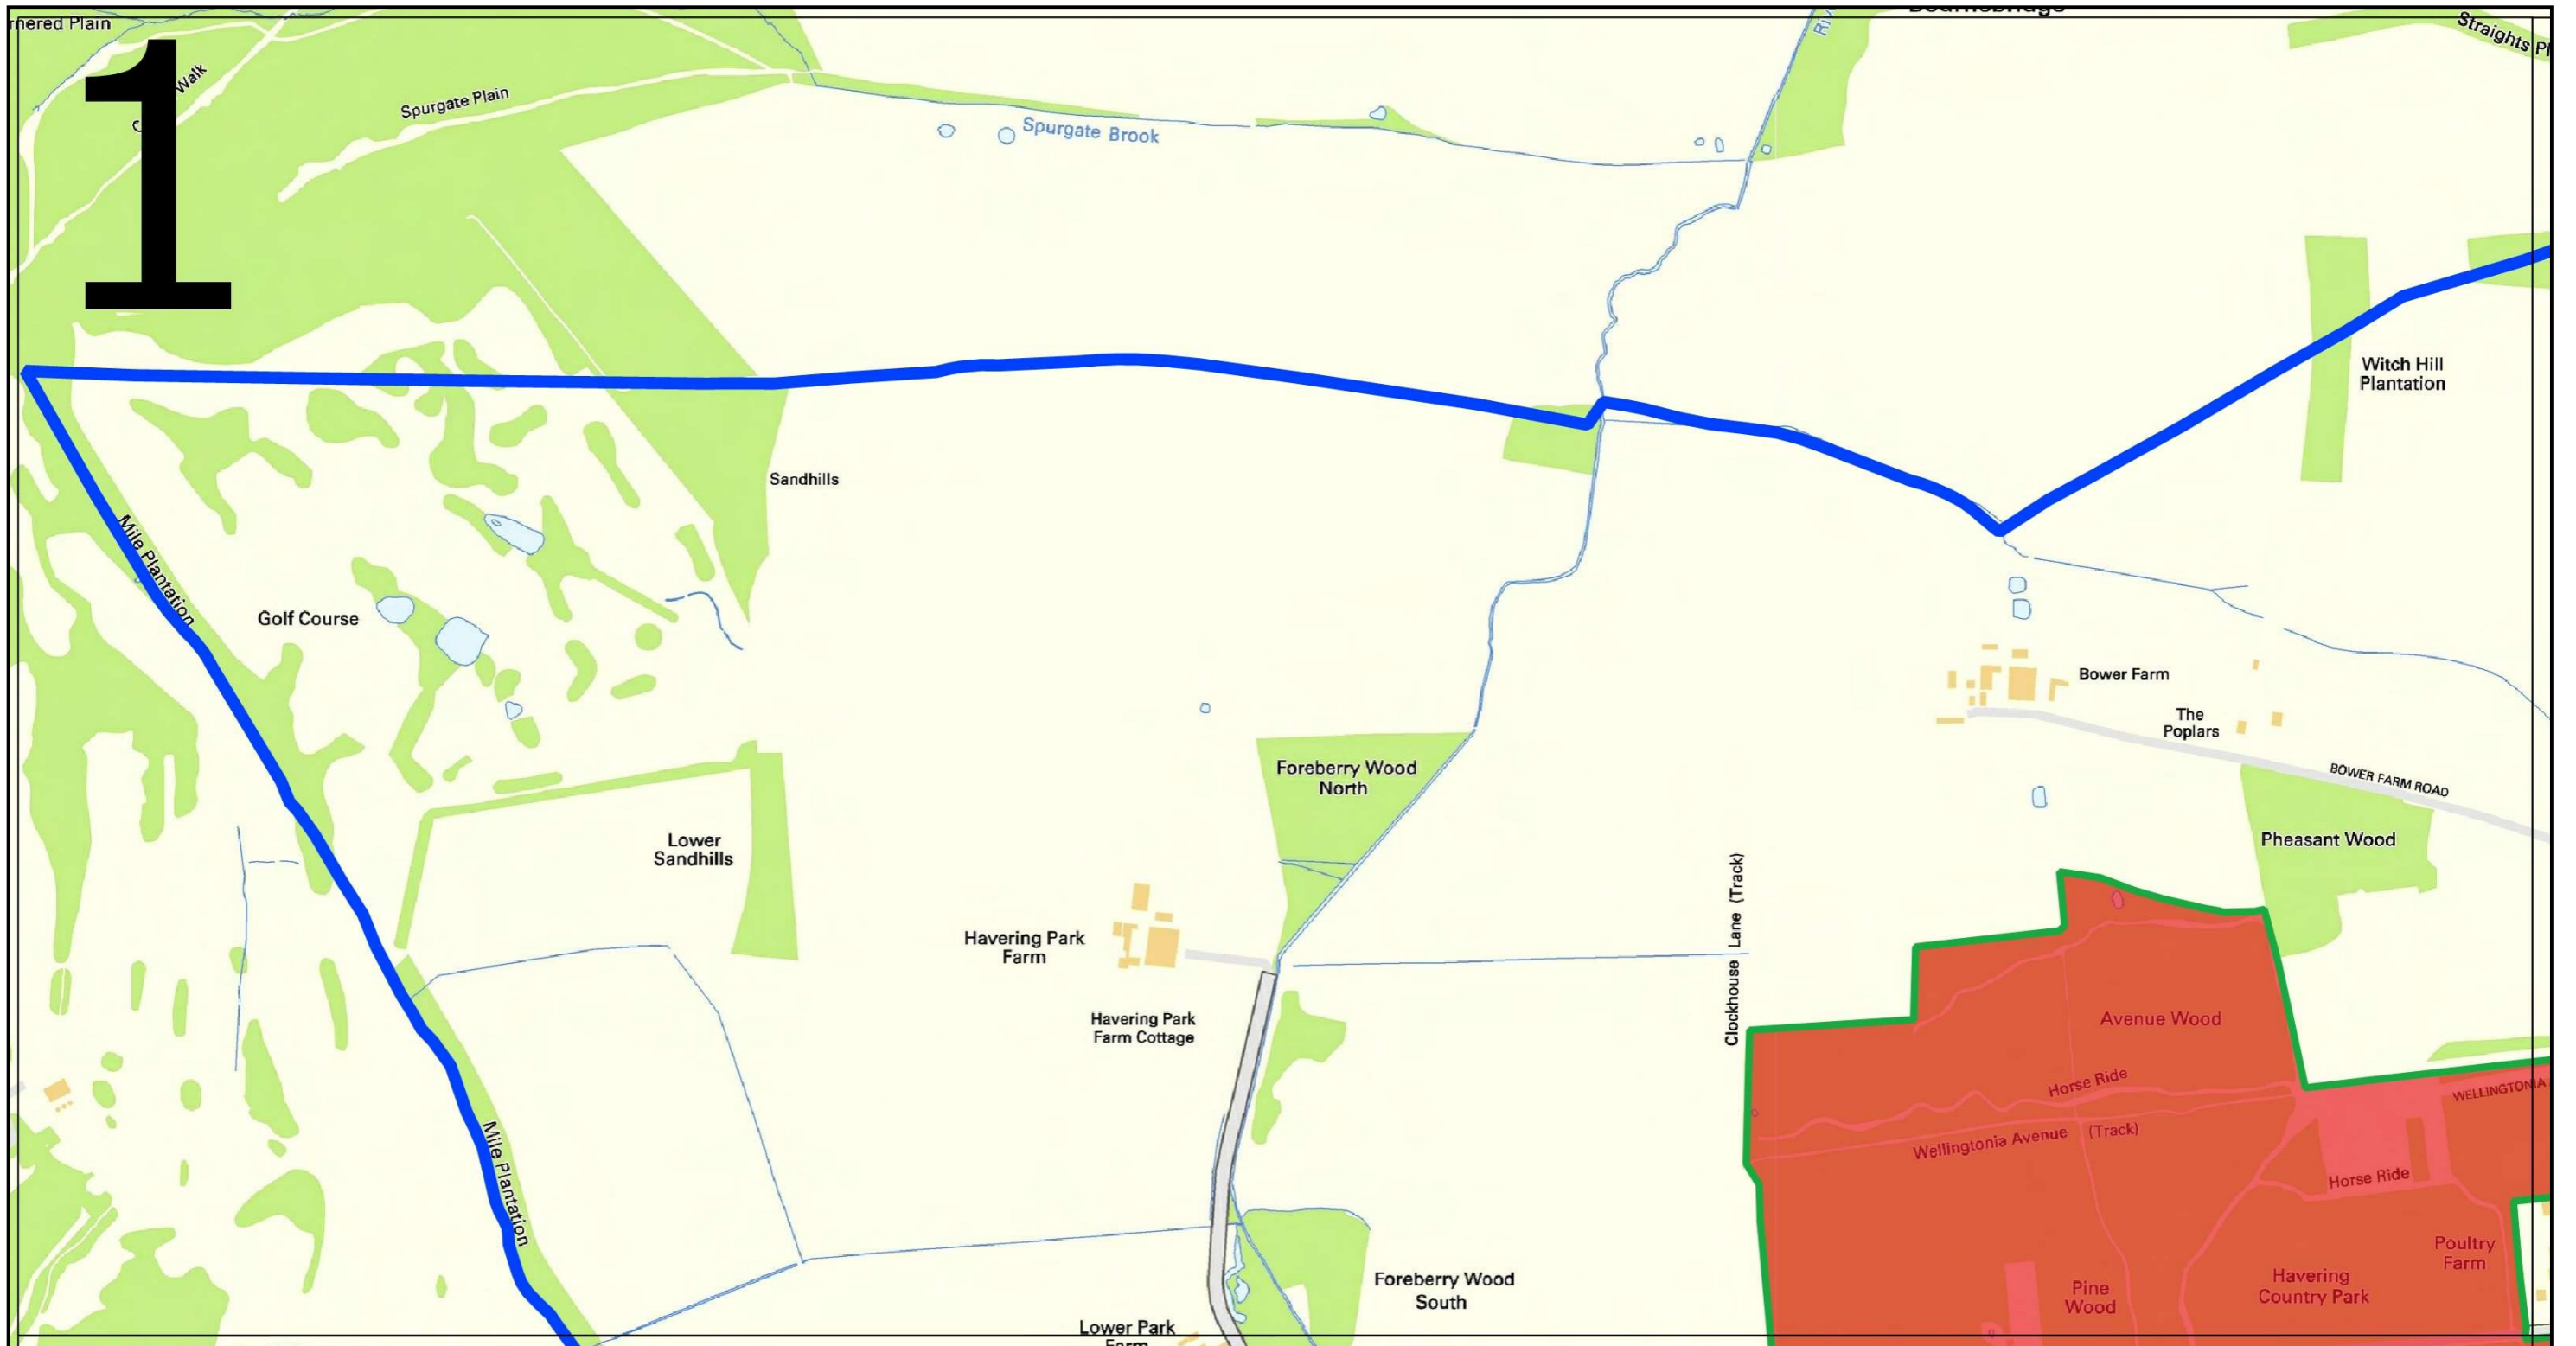 1
Walk
Spurgate Plain
Spurgate Brook
Straights
Witch Hill
Plantation
Sandhills
Mile Plantation
Golf Course
Bower Farm
The
Poplars
BOWER FARM ROAD
Foreberry Wood
North
Pheasant Wood
Lower
Sandhills
Havering Park
Farm
Clockhouse Lane (Track)
Havering Park
Farm Cottage
Avenue Wood
Horse Ride
WELLINGTONIA
Wellingtonia Avenue (Track)
Mile Plantation
Horse Ride
Poultry
Farm
Foreberry Wood
South
Pine
Wood
Havering
Country Park
Lower Park